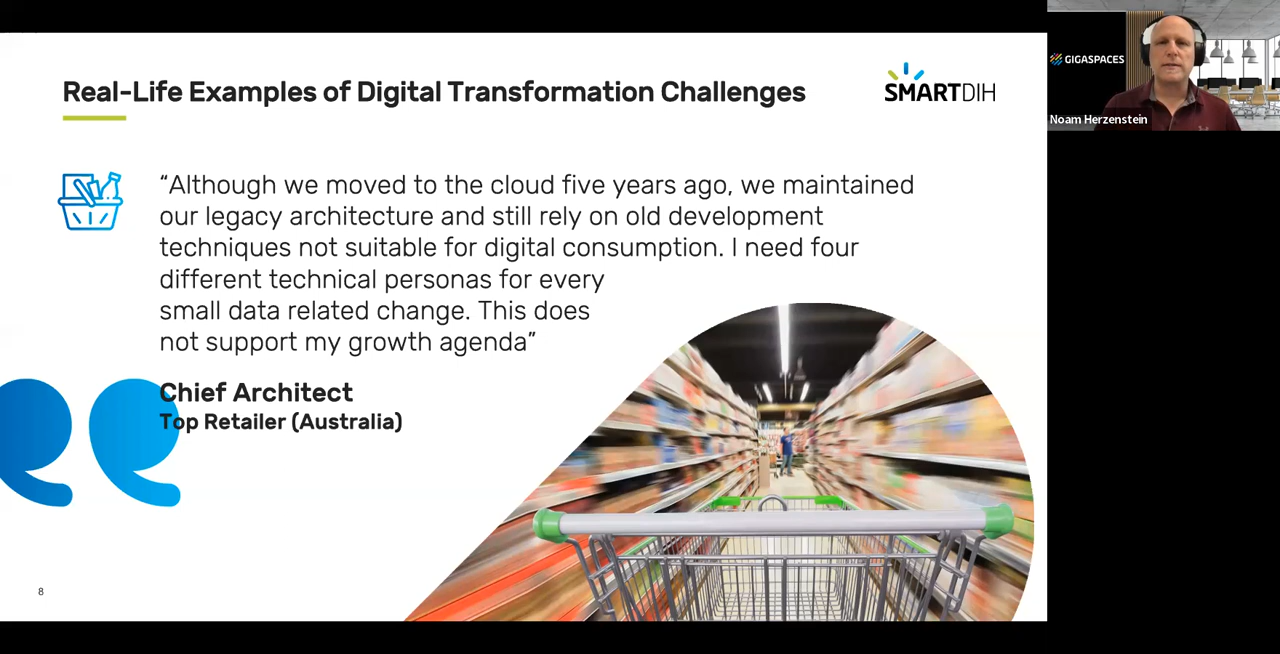 Real-Life Examples of Digital Transformation Challenges
SMARTDIH
GIGASPACES
Noam Herzenstein
“Although we moved to the cloud five years ago, we maintained
our legacy architecture and still rely on old development
techniques not suitable for digital consumption. I need four
different technical personas for every
small data related change. This does
not support my growth agenda”
Chief Architect
Top Retailer (Australia)
8